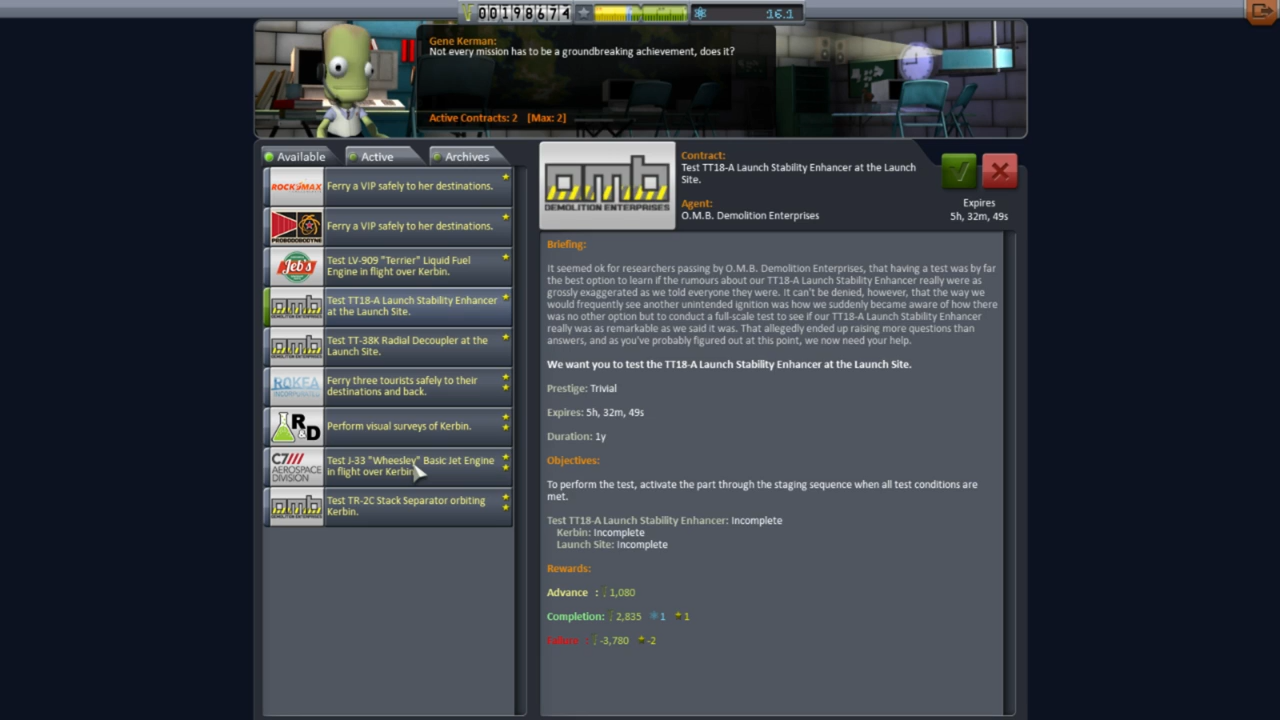 00198674
16.1
Gene Kerman:
Not every mission has to be a groundbreaking achievement, does it?
Active Contracts: 2 [Max: 2]
Available
Active
Archives
ROCKOMAX
Ferry a VIP safely to her destinations.
PROBODOBODYNE
Ferry a VIP safely to her destinations.
Jeb's
Test LV-909 "Terrier" Liquid Fuel
Engine in flight over Kerbin.
omb
DEMOLITION ENTERPRISES
Test TT18-A Launch Stability Enhancer
at the Launch Site.
omb
DEMOLITION ENTERPRISES
Test TT-38K Radial Decoupler at the
Launch Site.
ROKEA
INCORPORATED
Ferry three tourists safely to their
destinations and back.
R&D
Perform visual surveys of Kerbin.
C7///
AEROSPACE
DIVISION
Test J-33 "Wheesley" Basic Jet Engine
in flight over Kerbin
omb
DEMOLITION ENTERPRISES
Test TR-2C Stack Separator orbiting
Kerbin.
omb
DEMOLITION ENTERPRISES
Contract:
Test TT18-A Launch Stability Enhancer at the Launch
Site.
Agent:
O.M.B. Demolition Enterprises
Expires
5h, 32m, 49s
Briefing:
It seemed ok for researchers passing by O.M.B. Demolition Enterprises, that having a test was by far
the best option to learn if the rumours about our TT18-A Launch Stability Enhancer really were as
grossly exaggerated as we told everyone they were. It can't be denied, however, that the way we
would frequently see another unintended ignition was how we suddenly became aware of how there
was no other option but to conduct a full-scale test to see if our TT18-A Launch Stability Enhancer
really was as remarkable as we said it was. That allegedly ended up raising more questions than
answers, and as you've probably figured out at this point, we now need your help.
We want you to test the TT18-A Launch Stability Enhancer at the Launch Site.
Prestige: Trivial
Expires: 5h, 32m, 49s
Duration: 1y
Objectives:
To perform the test, activate the part through the staging sequence when all test conditions are
met.
Test TT18-A Launch Stability Enhancer: Incomplete
Kerbin: Incomplete
Launch Site: Incomplete
Rewards:
Advance : 1,080
Completion: 2,835 1 1
Failure : -3,780 -2